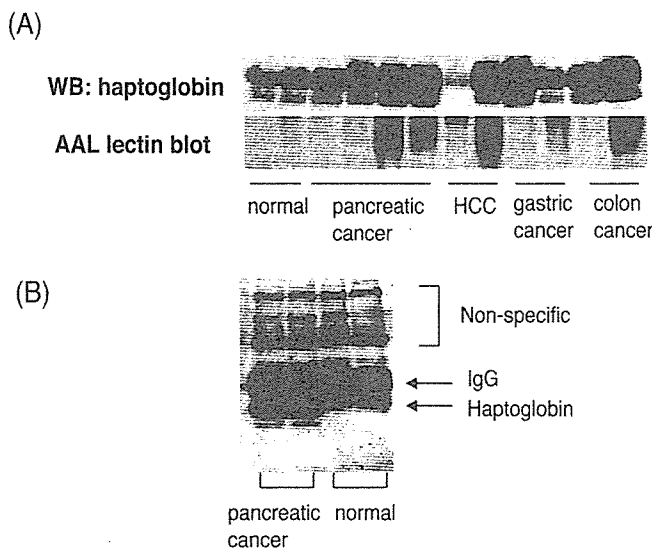 (A)
WB: haptoglobin
AAL lectin blot
normal
pancreatic
cancer
HCC
gastric
cancer
colon
cancer
(B)
Non-specific
IgG
Haptoglobin
pancreatic
cancer
normal